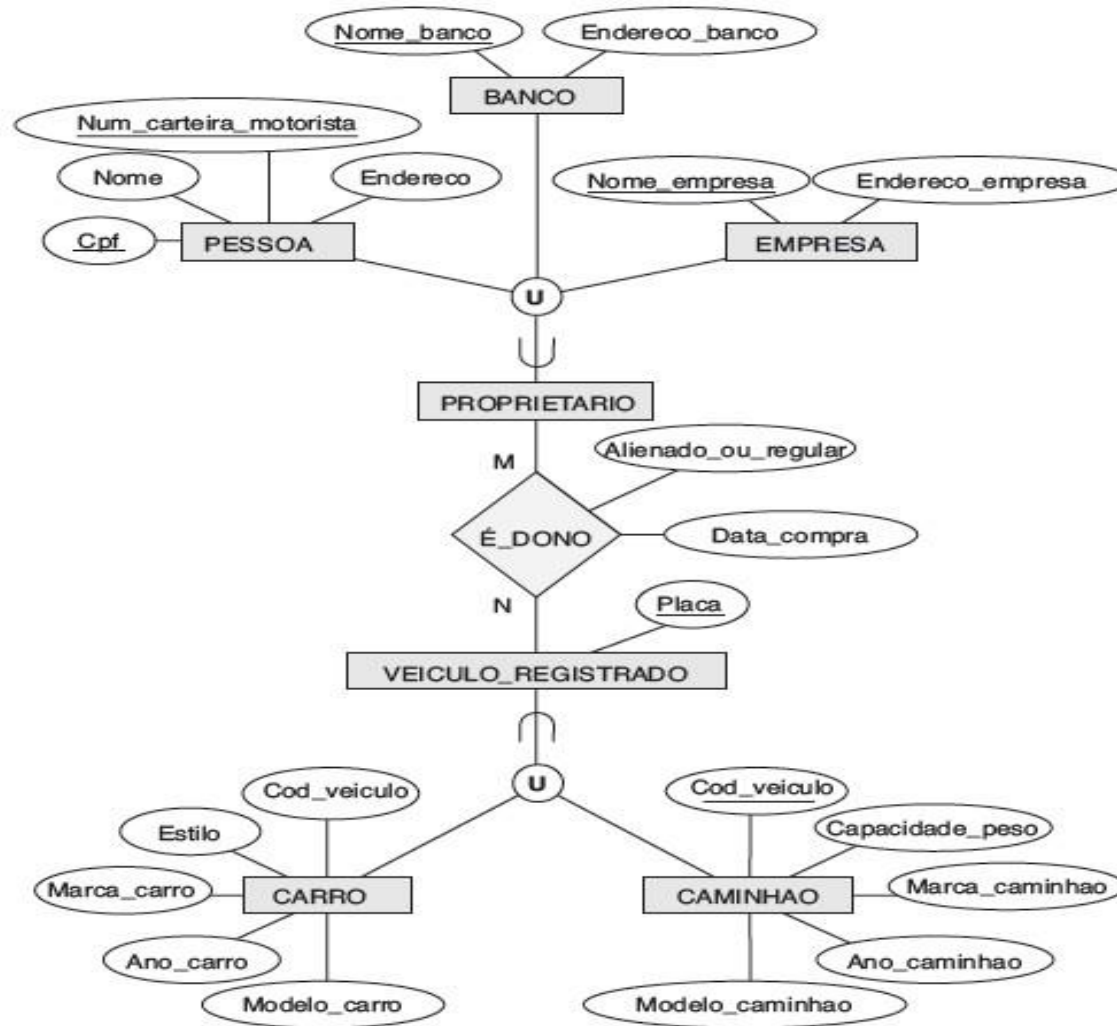 Nome_banco
Endereco_banco
BANCO
Num_carteira_motorista
Nome
Endereco
Nome_empresa
Endereco_empresa
Cpf
PESSOA
EMPRESA
U
PROPRIETARIO
M
Alienado_ou_regular
É_DONO
Data_compra
N
Placa
VEICULO_REGISTRADO
U
Cod_veiculo
Cod_veiculo
Estilo
Capacidade_peso
Marca_carro
CARRO
CAMINHAO
Marca_caminhao
Ano_carro
Ano_caminhao
Modelo_carro
Modelo_caminhao